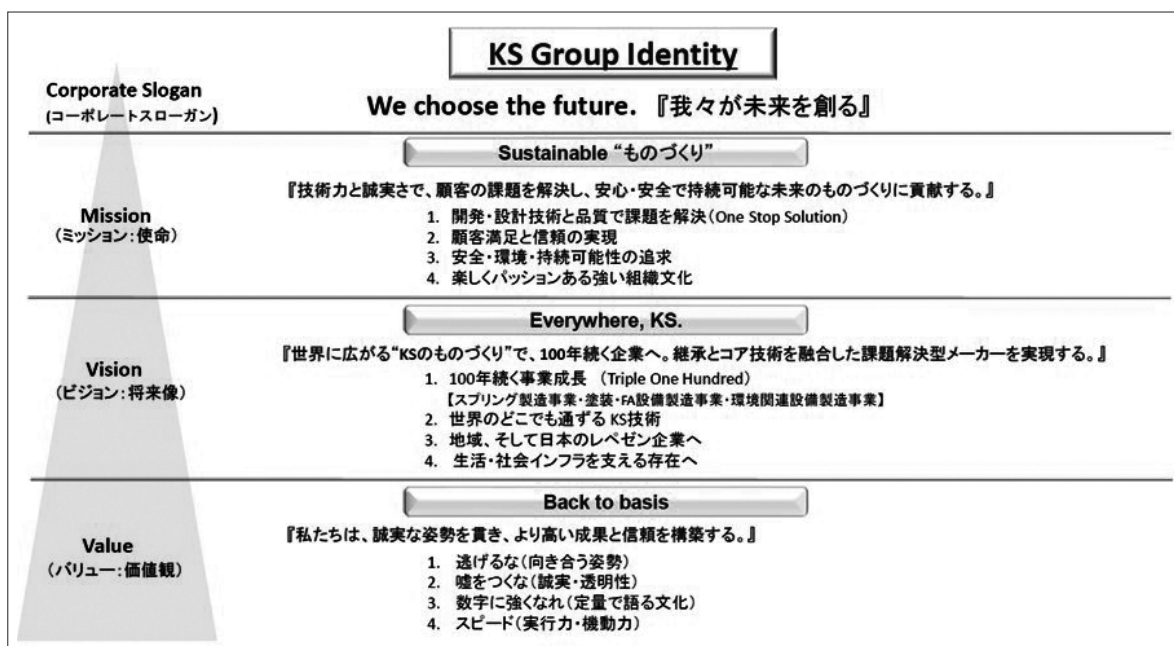 KS Group Identity
Corporate Slogan
(コーポレートスローガン)
We choose the future. 『我々が未来を創る』
Sustainable “ものづくり”
Mission
(ミッション:使命)
『技術力と誠実さで、顧客の課題を解決し、安心・安全で持続可能な未来のものづくりに貢献する。』
1. 開発・設計技術と品質で課題を解決(One Stop Solution)
2. 顧客満足と信頼の実現
3. 安全・環境・持続可能性の追求
4. 楽しくパッションある強い組織文化
Everywhere, KS.
Vision
(ビジョン:将来像)
『世界に広がる“KSのものづくり”で、100年続く企業へ。継承とコア技術を融合した課題解決型メーカーを実現する。』
1. 100年続く事業成長 (Triple One Hundred)
【スプリング製造事業・塗装・FA設備製造事業・環境関連設備製造事業】
2. 世界のどこでも通ずる KS技術
3. 地域、そして日本のレペゼン企業へ
4. 生活・社会インフラを支える存在へ
Back to basis
Value
(バリュー:価値観)
『私たちは、誠実な姿勢を貫き、より高い成果と信頼を構築する。』
1. 逃げるな(向き合う姿勢)
2. 嘘をつくな(誠実・透明性)
3. 数字に強くなれ(定量で語る文化)
4. スピード(実行力・機動力)